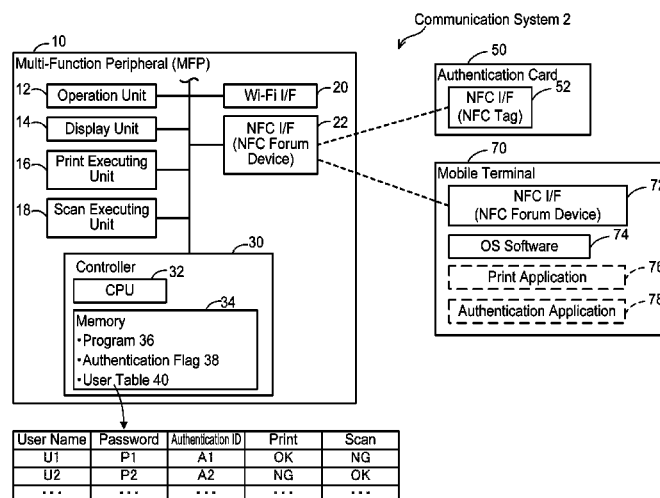 Communication System 2
10
Multi-Function Peripheral (MFP)
12
Operation Unit
14
Display Unit
16
Print Executing
Unit
18
Scan Executing
Unit
Wi-Fi I/F
20
NFC I/F
(NFC Forum
Device)
22
30
Controller
32
CPU
34
Memory
・Program 36
・Authentication Flag 38
・User Table 40
50
Authentication Card
NFC I/F
(NFC Tag)
52
70
Mobile Terminal
NFC I/F
(NFC Forum Device)
72
OS Software
74
Print Application
76
Authentication Application
78
User Name Password Authentication ID Print Scan
U1 P1 A1 OK NG
U2 P2 A2 NG OK
... ... ... ... ...